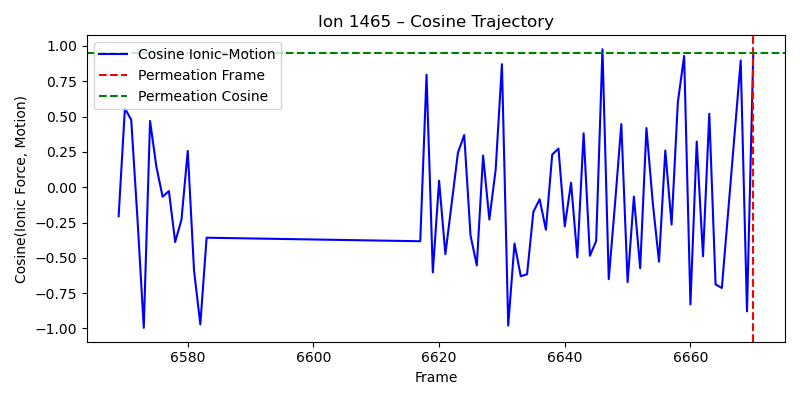 Ion 1465 – Cosine Trajectory
Cosine Ionic–Motion
Permeation Frame
Permeation Cosine
Cosine(Ionic Force, Motion)
1.00
0.75
0.50
0.25
0.00
−0.25
−0.50
−0.75
−1.00
6580 6600 6620 6640 6660
Frame